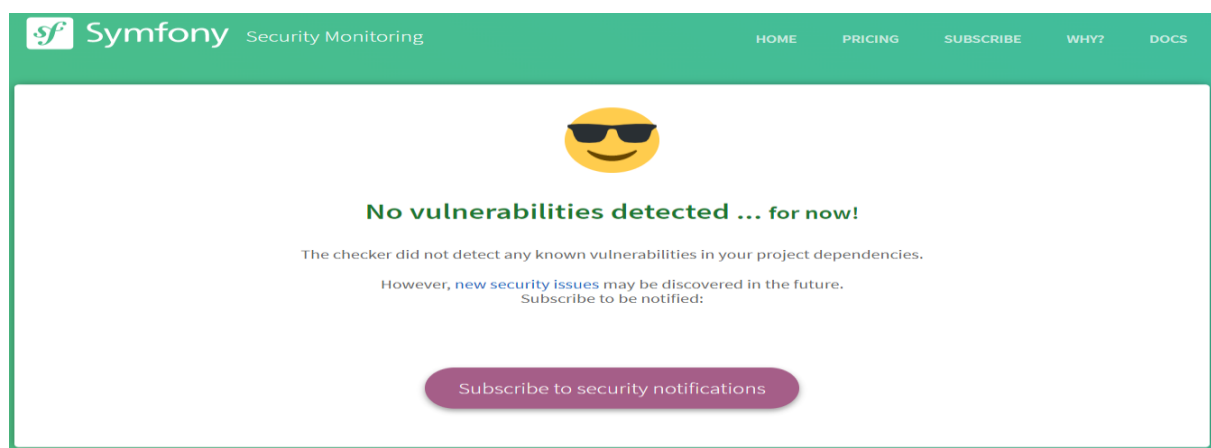 sf Symfony Security Monitoring HOME PRICING SUBSCRIBE WHY? DOCS
No vulnerabilities detected ... for now!
The checker did not detect any known vulnerabilities in your project dependencies.
However, new security issues may be discovered in the future.
Subscribe to be notified:
Subscribe to security notifications